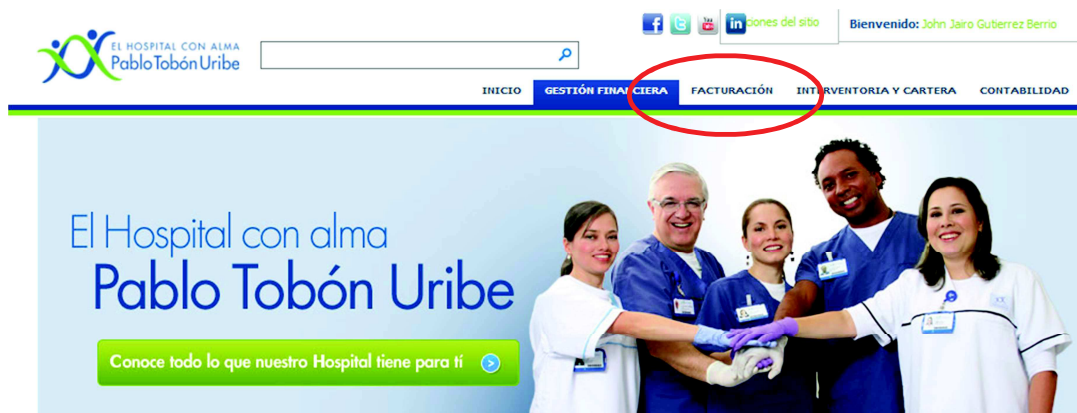 ciones del sitio
Bienvenido: John Jairo Gutierrez Berrio
EL HOSPITAL CON ALMA
Pablo Tobón Uribe
INICIO GESTIÓN FINANCIERA FACTURACIÓN INTERVENTORIA Y CARTERA CONTABILIDAD
El Hospital con alma
Pablo Tobón Uribe
Conoce todo lo que nuestro Hospital tiene para tí